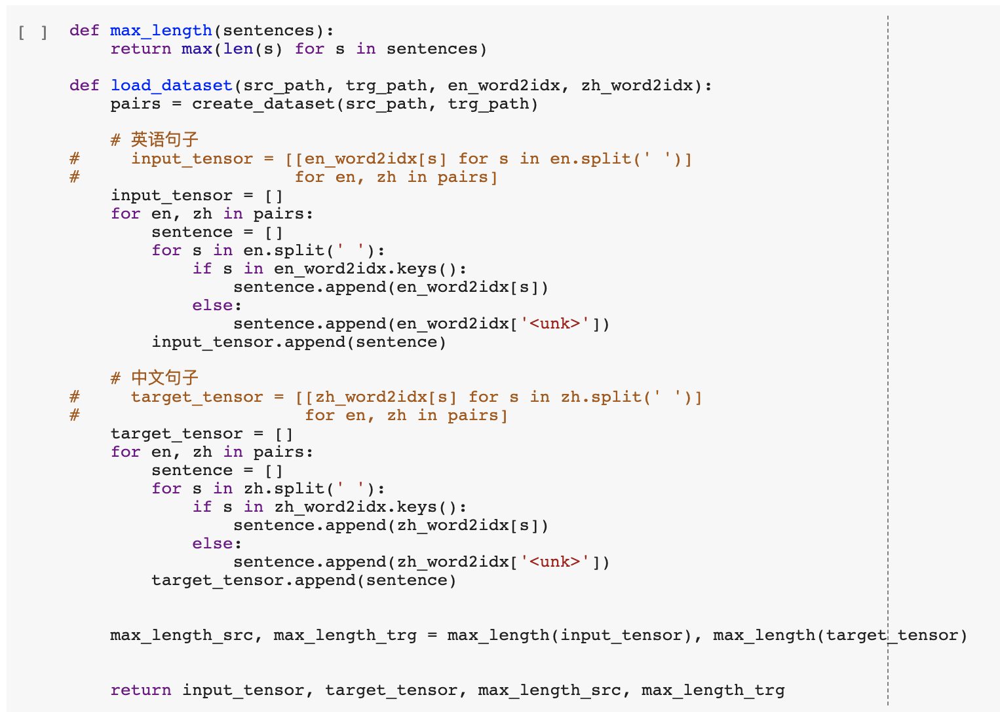 [ ] def max_length(sentences):
        return max(len(s) for s in sentences)

    def load_dataset(src_path, trg_path, en_word2idx, zh_word2idx):
        pairs = create_dataset(src_path, trg_path)

        # 英语句子
    #     input_tensor = [[en_word2idx[s] for s in en.split(' ')]
    #                     for en, zh in pairs]
        input_tensor = []
        for en, zh in pairs:
            sentence = []
            for s in en.split(' '):
                if s in en_word2idx.keys():
                    sentence.append(en_word2idx[s])
                else:
                    sentence.append(en_word2idx['<unk>'])
            input_tensor.append(sentence)

        # 中文句子
    #     target_tensor = [[zh_word2idx[s] for s in zh.split(' ')]
    #                      for en, zh in pairs]
        target_tensor = []
        for en, zh in pairs:
            sentence = []
            for s in zh.split(' '):
                if s in zh_word2idx.keys():
                    sentence.append(zh_word2idx[s])
                else:
                    sentence.append(zh_word2idx['<unk>'])
            target_tensor.append(sentence)


        max_length_src, max_length_trg = max_length(input_tensor), max_length(target_tensor)


        return input_tensor, target_tensor, max_length_src, max_length_trg